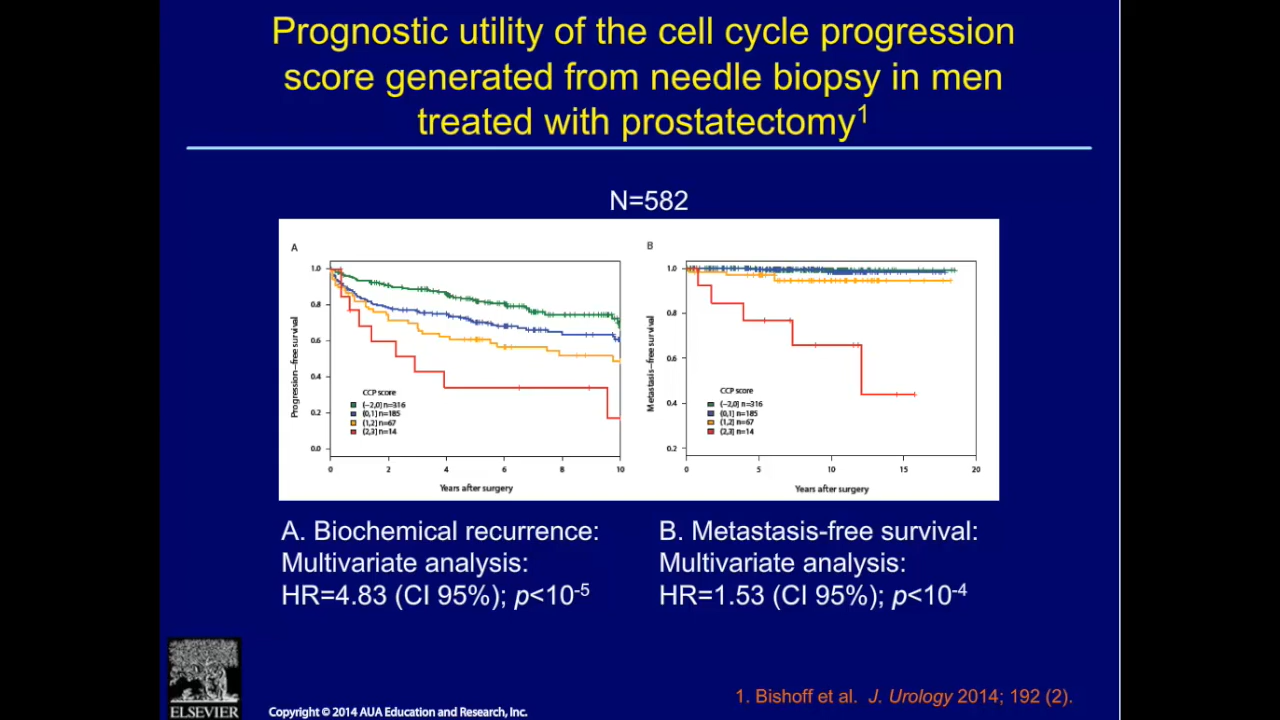 Prognostic utility of the cell cycle progression
score generated from needle biopsy in men
treated with prostatectomy1
N=582
A
1.0
0.8
0.6
0.4
0.2
0.0
Progression-free survival
CCP score
(-2,0] n=316
(0,1] n=185
(1,2] n=67
(2,3] n=14
0 2 4 6 8 10
Years after surgery
B
1.0
0.8
0.6
0.4
0.2
Metastasis-free survival
CCP score
(-2,0] n=316
(0,1] n=185
(1,2] n=67
(2,3] n=14
0 5 10 15 20
Years after surgery
A. Biochemical recurrence:
Multivariate analysis:
HR=4.83 (CI 95%); p<10-5
B. Metastasis-free survival:
Multivariate analysis:
HR=1.53 (CI 95%); p<10-4
1. Bishoff et al. J. Urology 2014; 192 (2).
ELSEVIER
Copyright © 2014 AUA Education and Research, Inc.